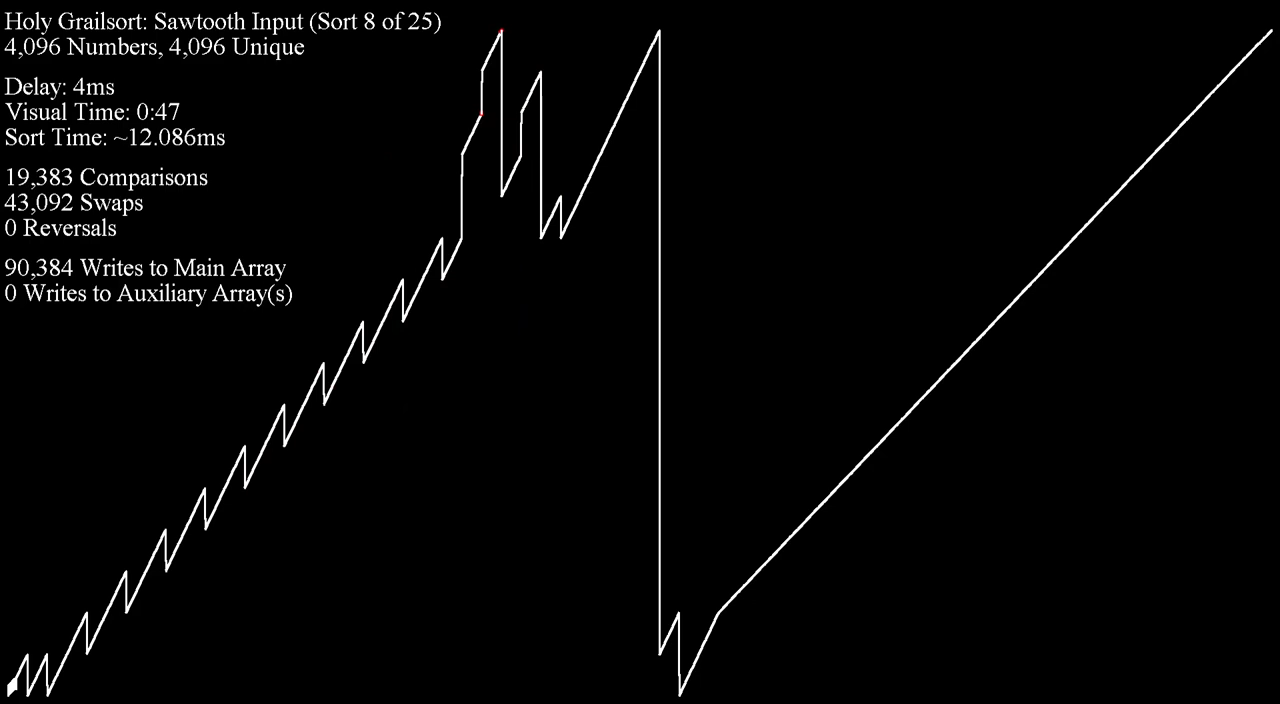 Holy Grailsort: Sawtooth Input (Sort 8 of 25)
4,096 Numbers, 4,096 Unique
Delay: 4ms
Visual Time: 0:47
Sort Time: ~12.086ms
19,383 Comparisons
43,092 Swaps
0 Reversals
90,384 Writes to Main Array
0 Writes to Auxiliary Array(s)